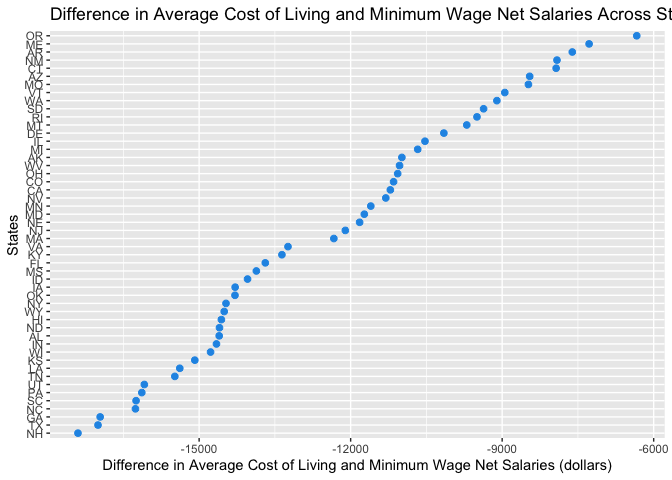 Difference in Average Cost of Living and Minimum Wage Net Salaries Across St
OR
ME
AR
NM
CT
AZ
MO
VT
WA
SD
RI
MT
DE
IL
MI
AK
WV
OH
CO
CA
NV
MN
MD
NE
NJ
MA
VA
KY
FL
MS
ID
IA
OK
NY
WY
HI
ND
AL
IN
WI
KS
LA
TN
UT
PA
SC
NC
GA
TX
NH
States
-15000 -12000 -9000 -6000
Difference in Average Cost of Living and Minimum Wage Net Salaries (dollars)